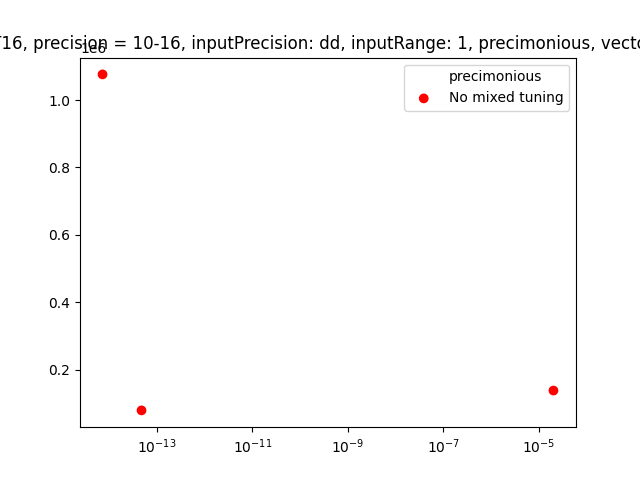 T16, precision = 10-16, inputPrecision: dd, inputRange: 1, precimonious, vecto
1e6
precimonious
No mixed tuning
1.0
0.8
0.6
0.4
0.2
10⁻¹³ 10⁻¹¹ 10⁻⁹ 10⁻⁷ 10⁻⁵